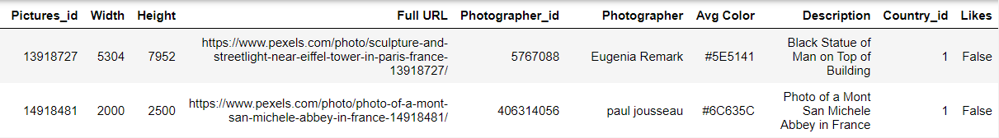 Pictures_id Width Height Full URL Photographer_id Photographer Avg Color Description Country_id Likes
13918727 5304 7952 https://www.pexels.com/photo/sculpture-and-
streetlight-near-eiffel-tower-in-paris-france-
13918727/ 5767088 Eugenia Remark #5E5141 Black Statue of
Man on Top of
Building 1 False
14918481 2000 2500 https://www.pexels.com/photo/photo-of-a-mont-
san-michele-abbey-in-france-14918481/ 406314056 paul jousseau #6C635C Photo of a Mont
San Michele
Abbey in France 1 False